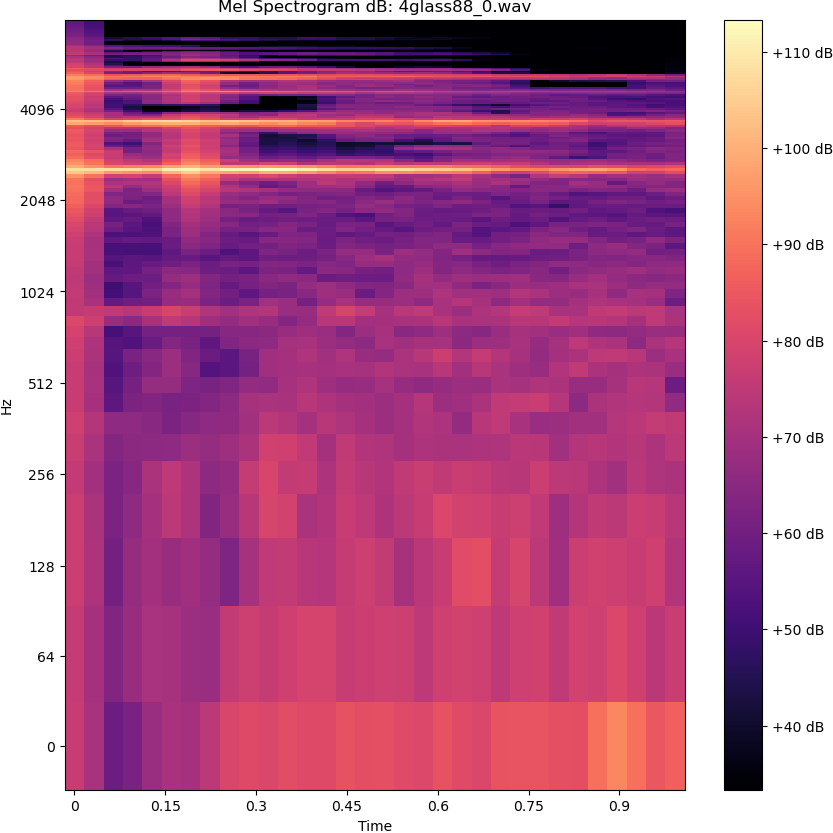 Mel Spectrogram dB: 4glass88_0.wav
+110 dB
4096
+100 dB
2048
+90 dB
1024
+80 dB
512
Hz
+70 dB
256
+60 dB
128
+50 dB
64
+40 dB
0
0 0.15 0.3 0.45 0.6 0.75 0.9
Time